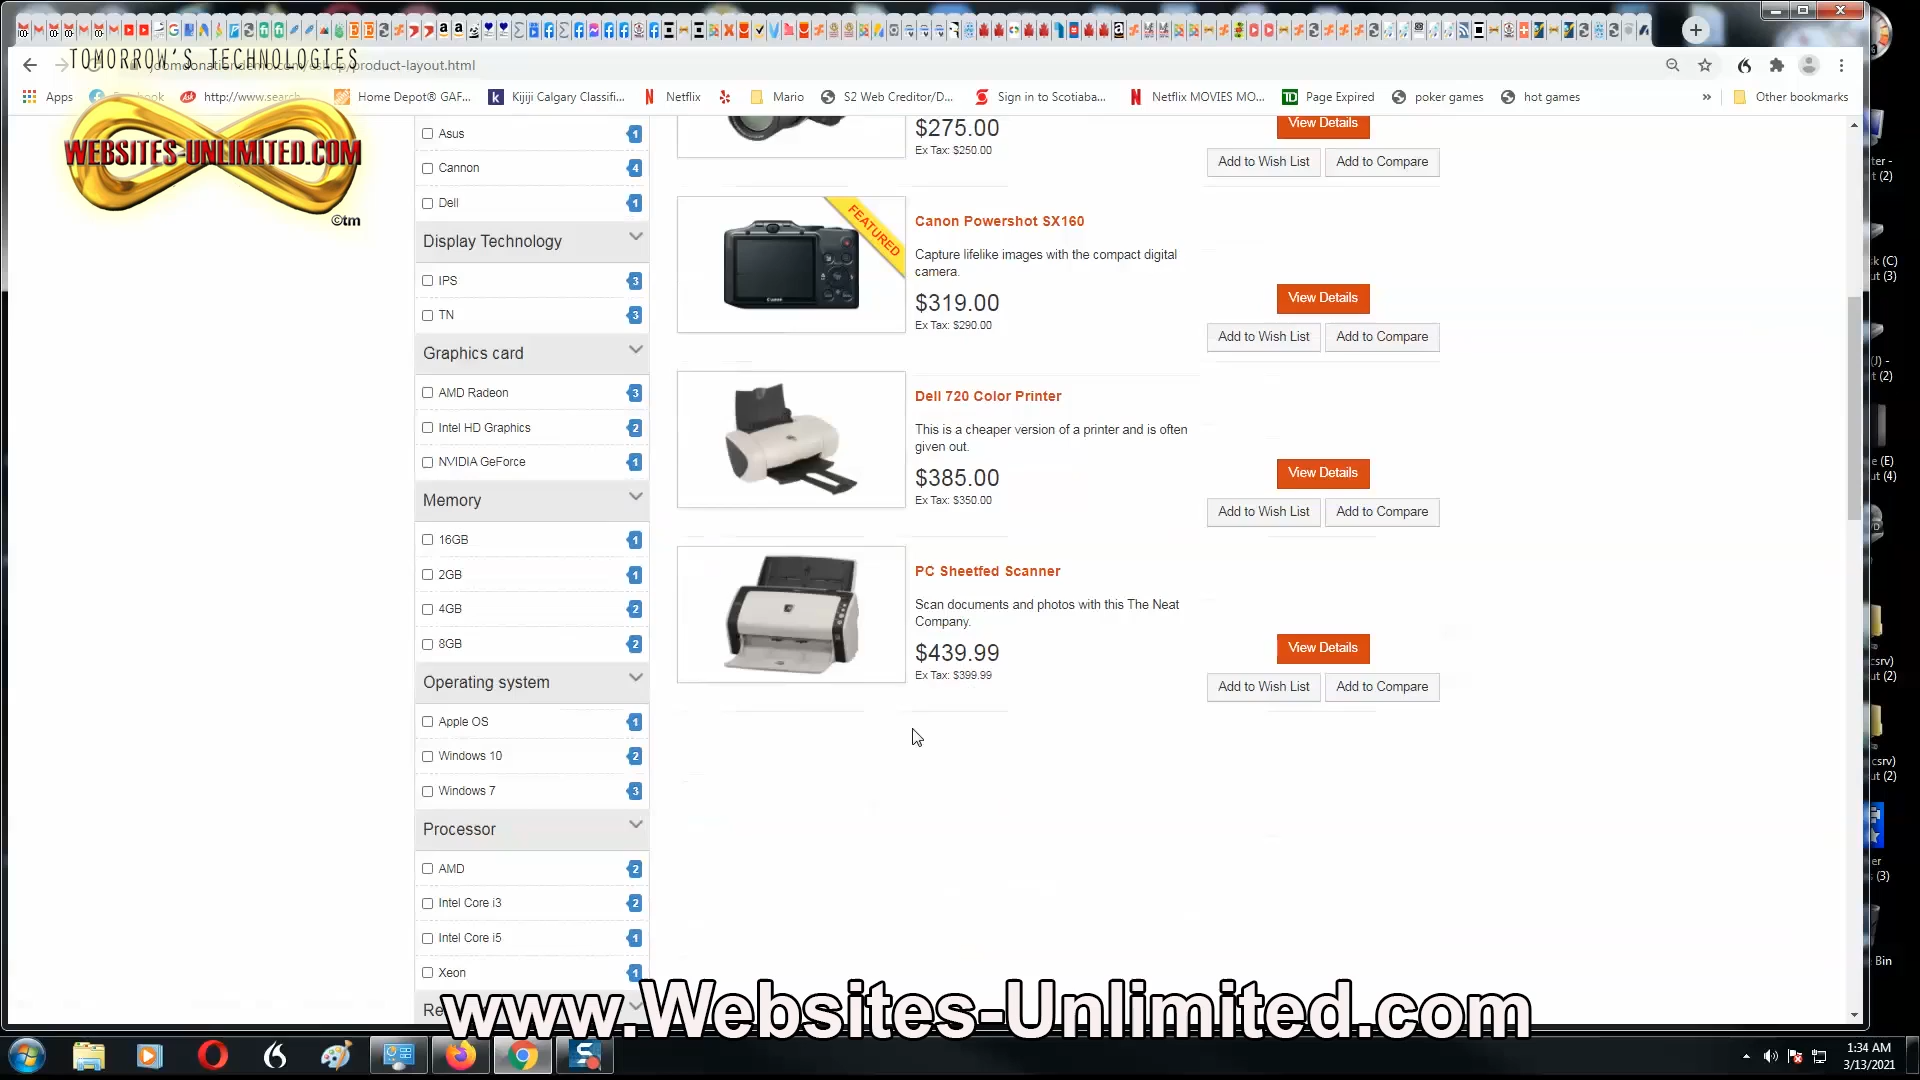 TOMORROW'S TECHNOLOGIES
/product-layout.html
Apps
http://www.search
Home Depot® GAF...
Kijiji Calgary Classifi...
Netflix
Mario
S2 Web Creditor/D...
Sign in to Scotiaba...
Netflix MOVIES MO...
Page Expired
poker games
hot games
»
Other bookmarks
WEBSITES-UNLIMITED.COM
©tm
Asus 1
Cannon 4
Dell 1
Display Technology
IPS 3
TN 3
Graphics card
AMD Radeon 3
Intel HD Graphics 2
NVIDIA GeForce 1
Memory
16GB 1
2GB 1
4GB 2
8GB 2
Operating system
Apple OS 1
Windows 10 2
Windows 7 3
Processor
AMD 2
Intel Core i3 2
Intel Core i5 1
Xeon 1
Re
$275.00
Ex Tax: $250.00
View Details
Add to Wish List
Add to Compare
FEATURED
Canon
Canon Powershot SX160
Capture lifelike images with the compact digital
camera.
$319.00
Ex Tax: $290.00
View Details
Add to Wish List
Add to Compare
Dell 720 Color Printer
This is a cheaper version of a printer and is often
given out.
$385.00
Ex Tax: $350.00
View Details
Add to Wish List
Add to Compare
PC Sheetfed Scanner
Scan documents and photos with this The Neat
Company.
$439.99
Ex Tax: $399.99
View Details
Add to Wish List
Add to Compare
www.Websites-Unlimited.com
1:34 AM
3/13/2021